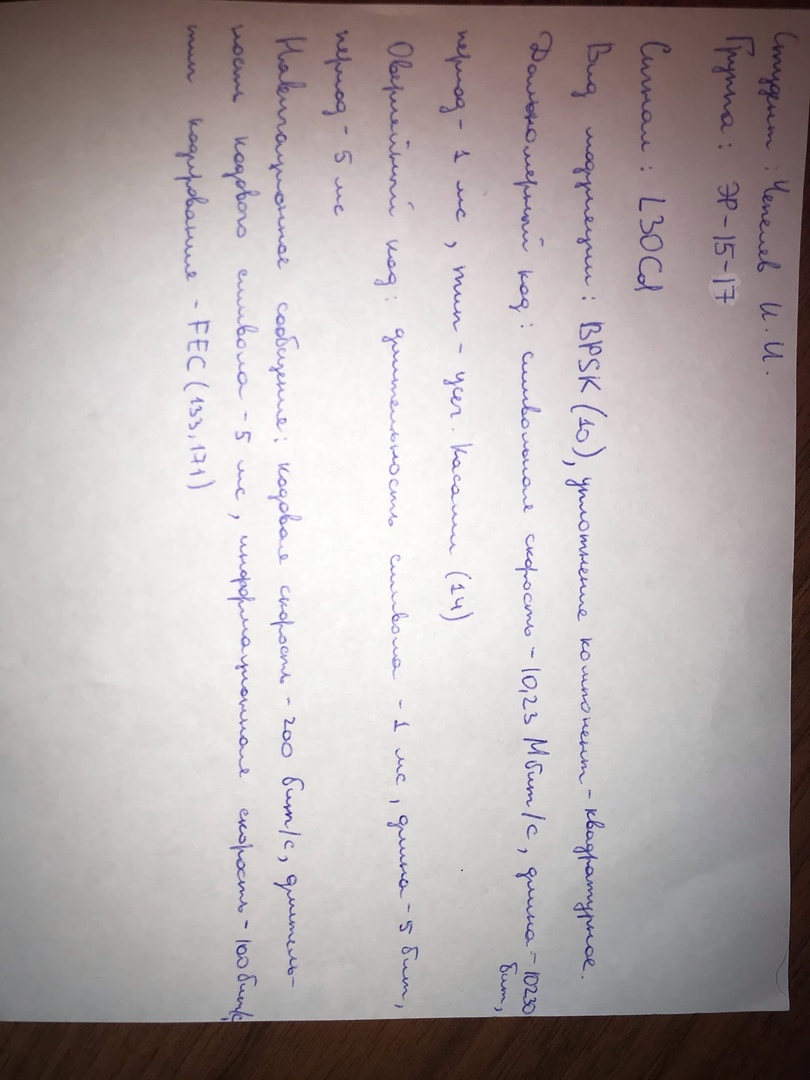 Студент : Чепелев И. И.
Группа : ЭР-15-17
Сигнал : L3OCd
Вид модуляции : BPSK (10), уплотнение компонент - квадратурное.
Дальномерный код : символьная скорость - 10,23 Мбит/с, длина - 10230 бит,
период - 1 мс, тип - усеч. Касами (14)
Оверлейный код : длительность символа - 1 мс, длина - 5 бит,
период - 5 мс
Навигационное сообщение : кодовая скорость - 200 бит/с, длитель-
ность кодового символа - 5 мс, информационная скорость - 100 бит/с,
тип кодирования - FEC (133, 171)